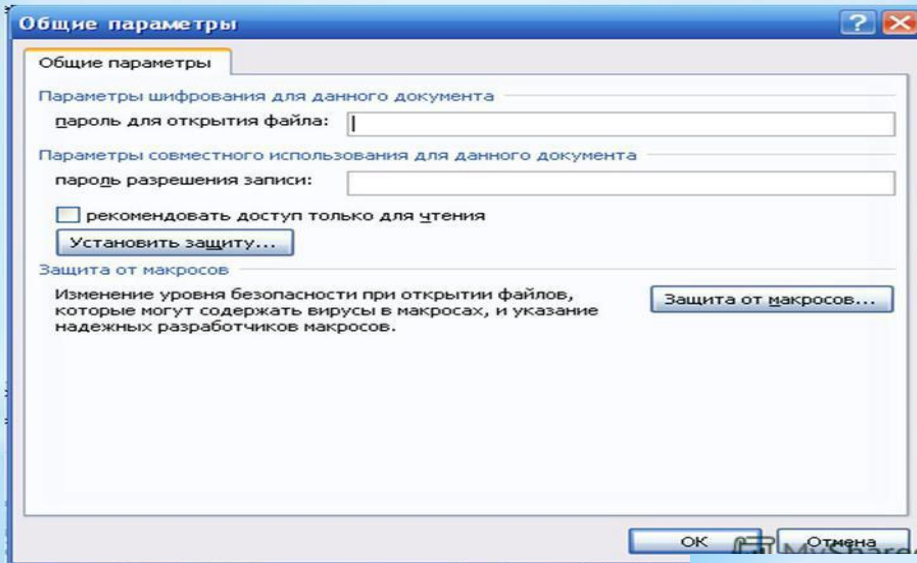 Общие параметры
Общие параметры
Параметры шифрования для данного документа
пароль для открытия файла:
Параметры совместного использования для данного документа
пароль разрешения записи:
рекомендовать доступ только для чтения
Установить защиту...
Защита от макросов
Изменение уровня безопасности при открытии файлов,
которые могут содержать вирусы в макросах, и указание
надежных разработчиков макросов.
Защита от макросов...
ОК
Отмена
MyShared